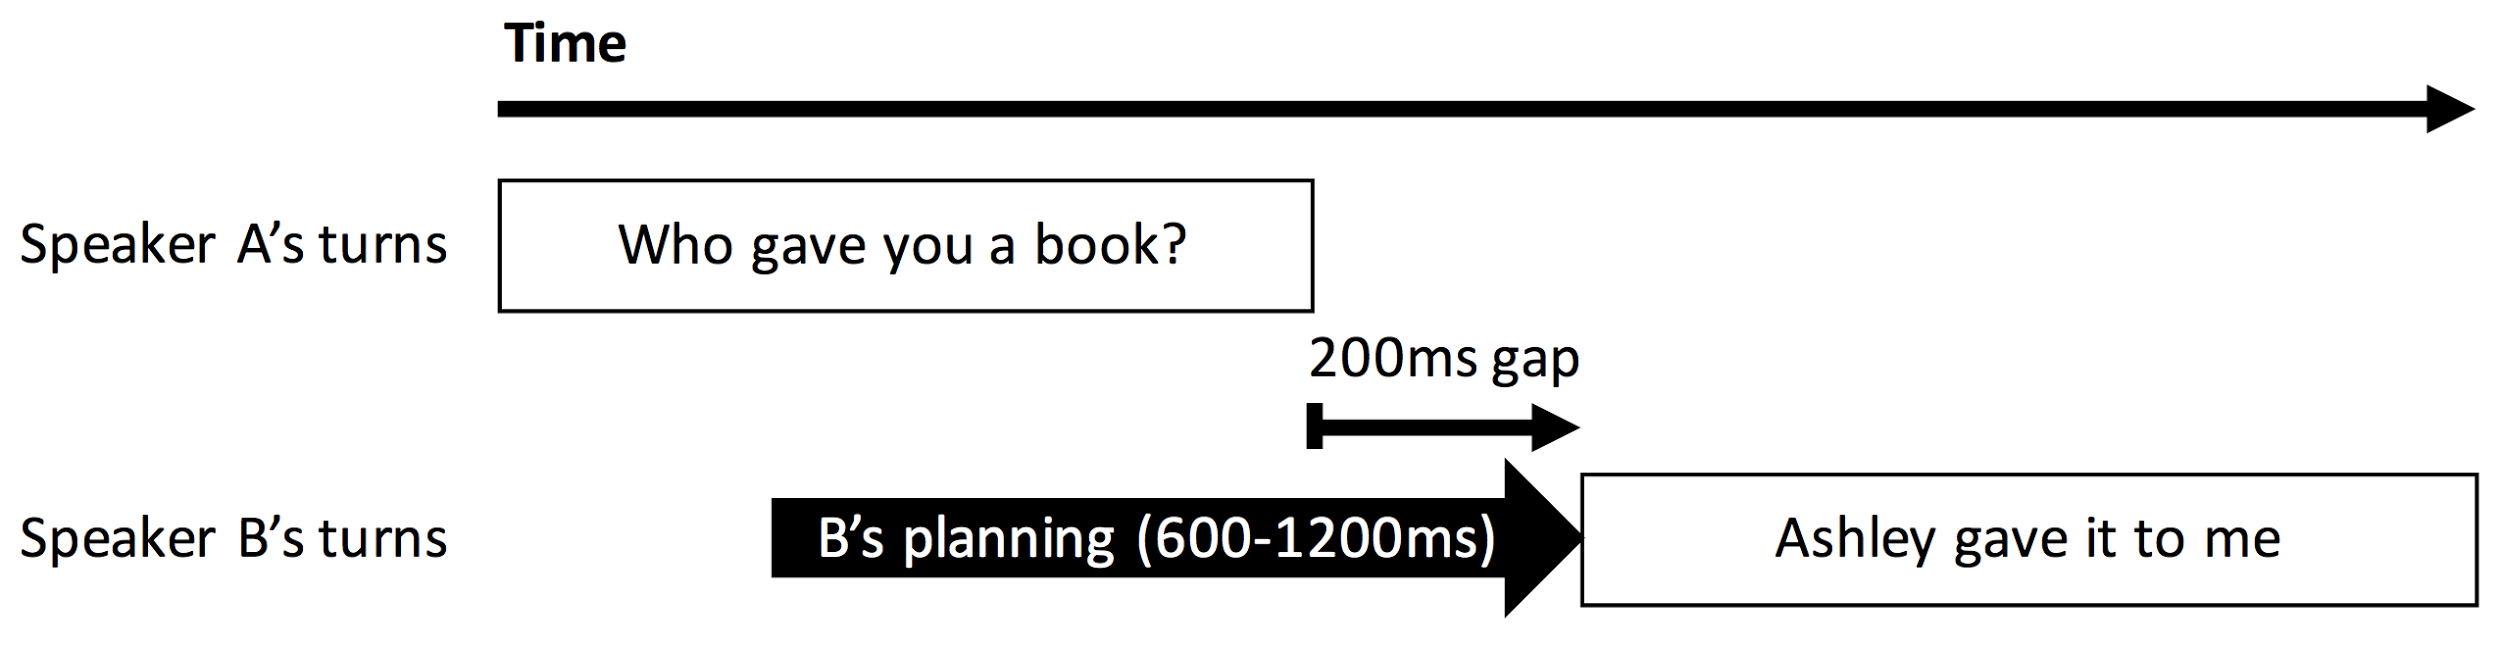 Time
Speaker A’s turns
Who gave you a book?
200ms gap
Speaker B’s turns
B’s planning (600-1200ms)
Ashley gave it to me